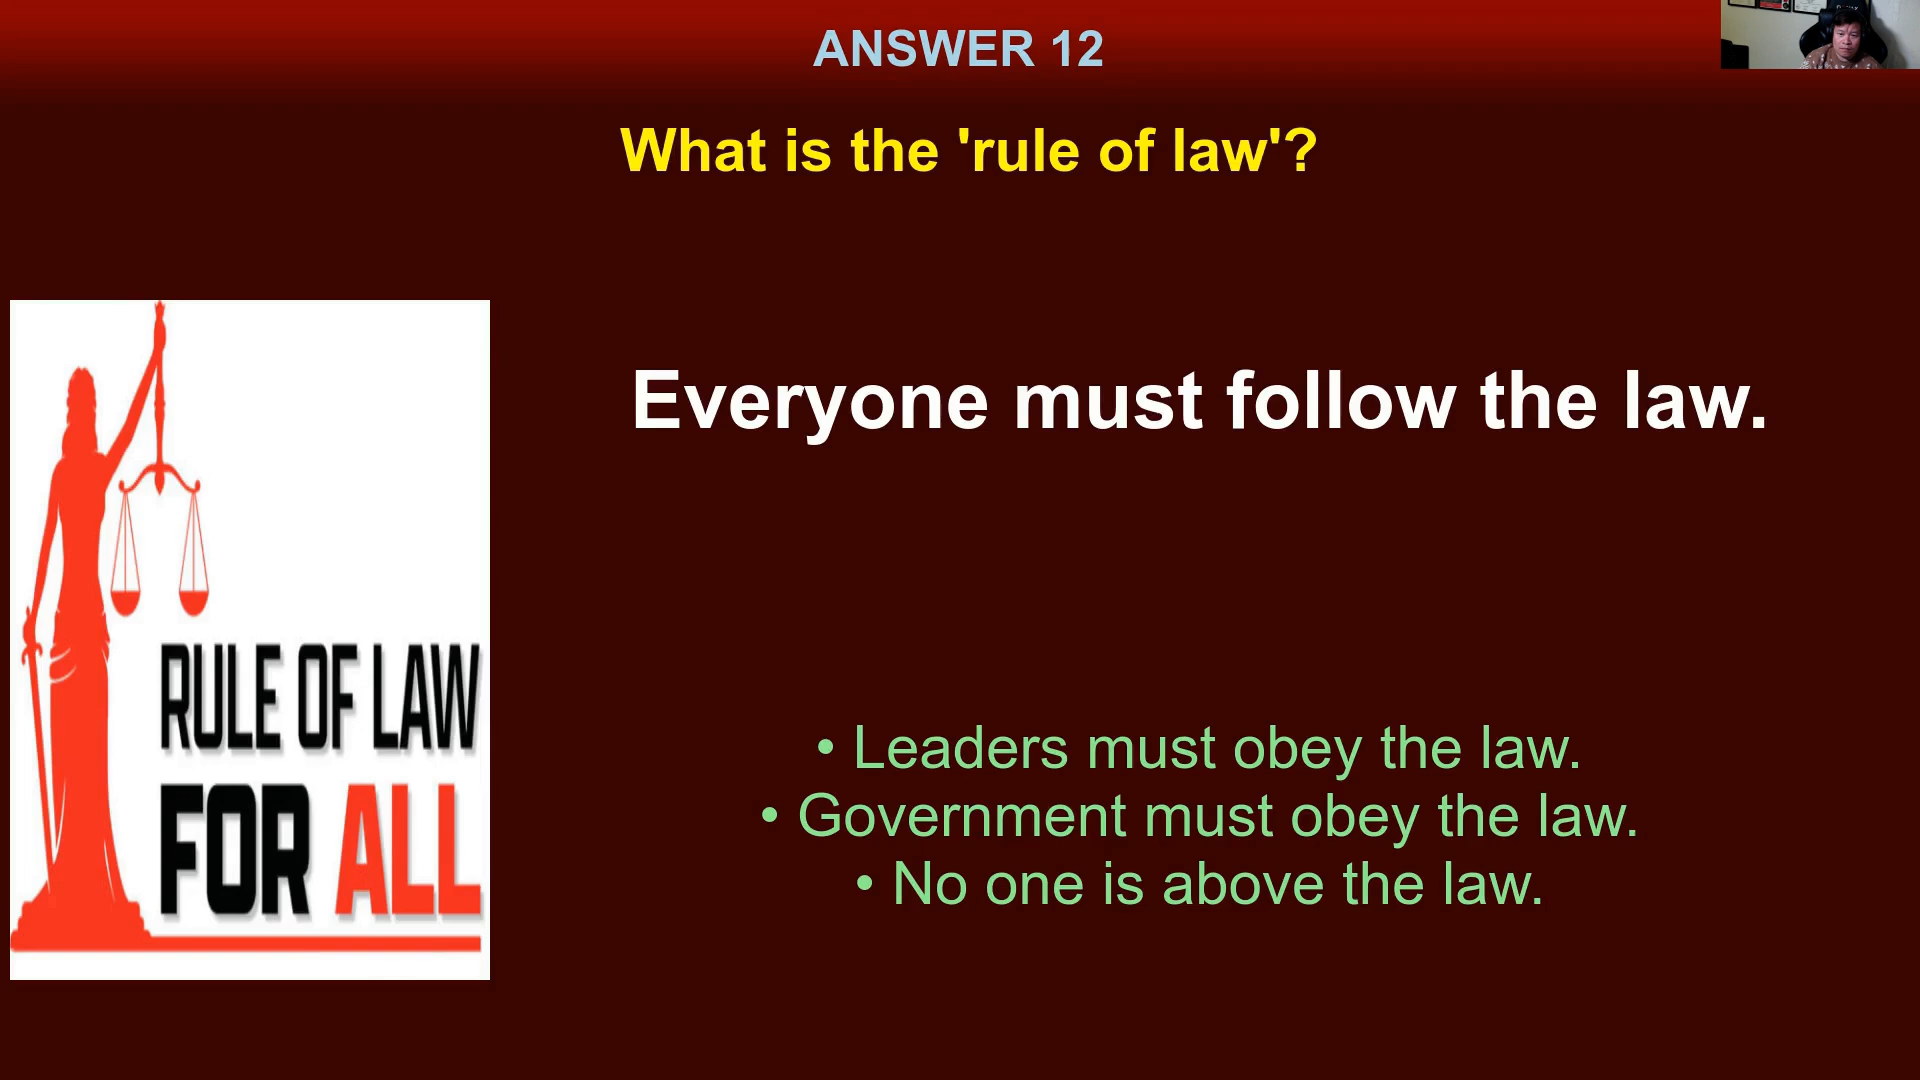 ANSWER 12
What is the 'rule of law'?
Everyone must follow the law.
RULE OF LAW
FOR ALL
• Leaders must obey the law.
• Government must obey the law.
• No one is above the law.